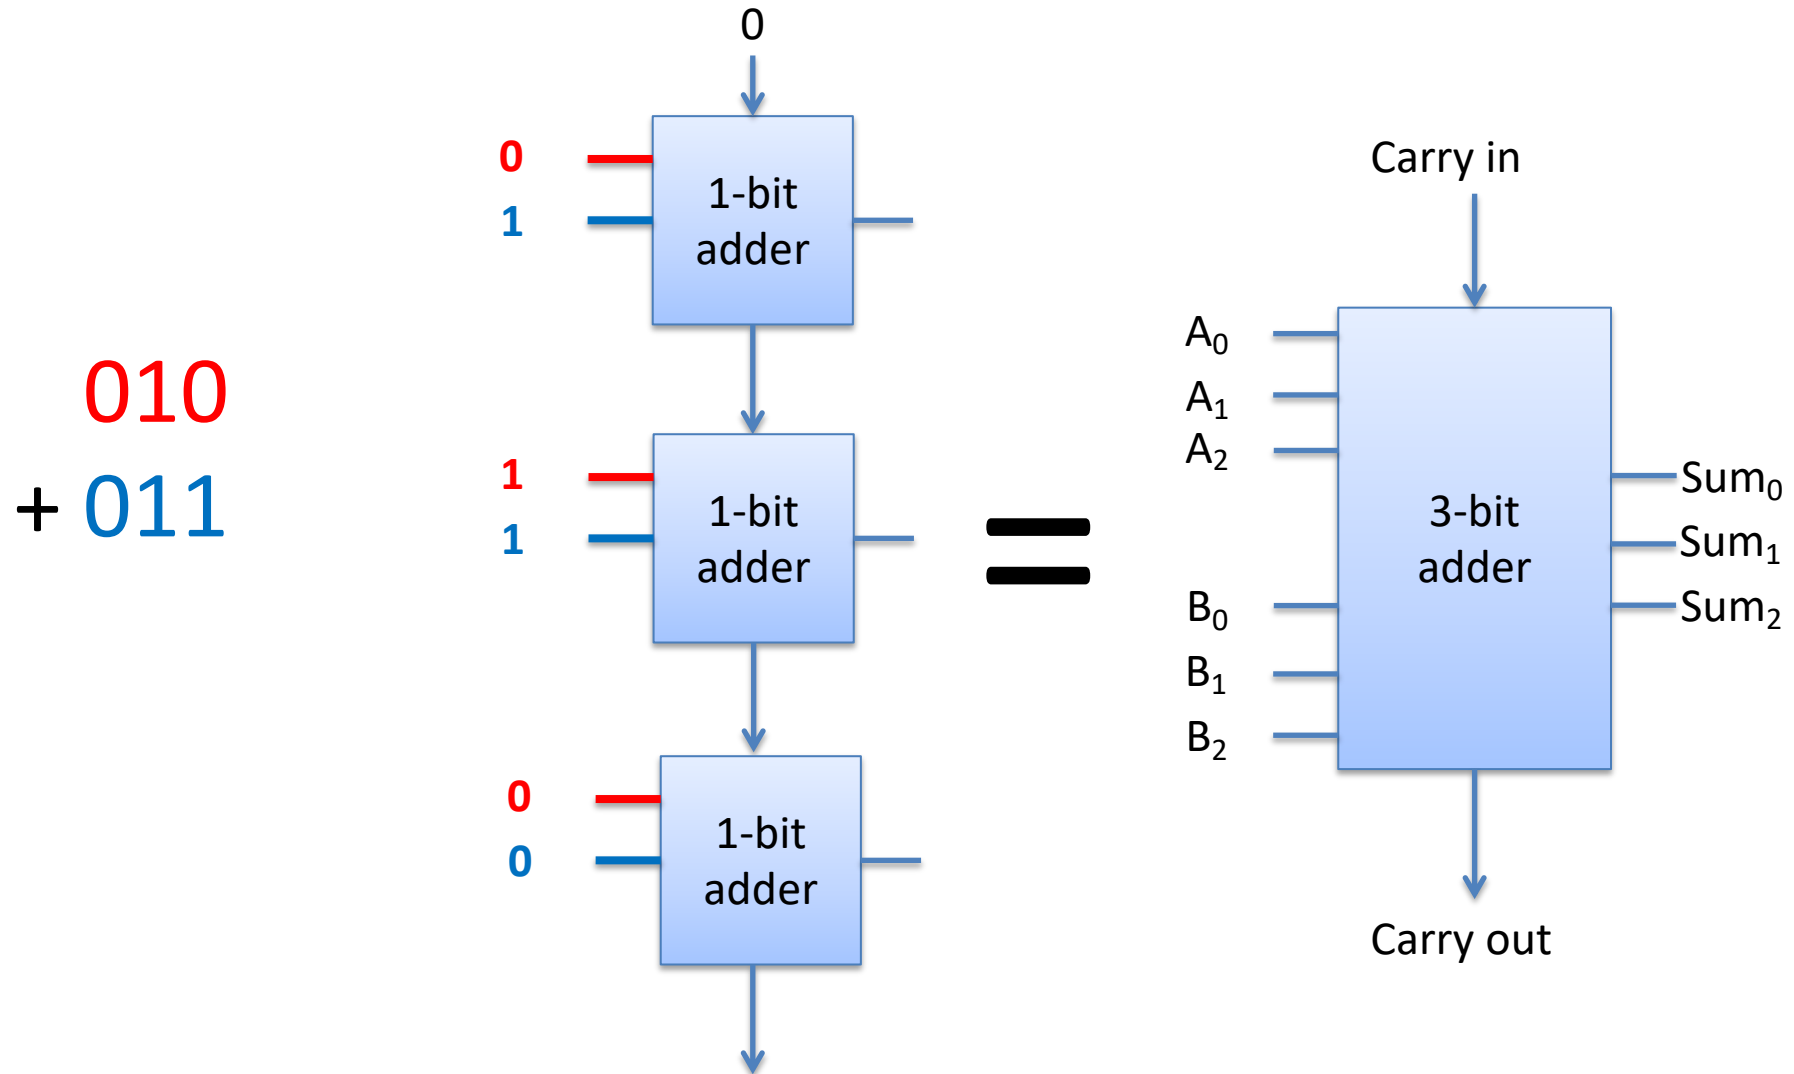 010
+ 011
0
0
1
1-bit
adder
1
1
1-bit
adder
0
0
1-bit
adder
=
Carry in
A₀
A₁
A₂
B₀
B₁
B₂
3-bit
adder
Sum₀
Sum₁
Sum₂
Carry out